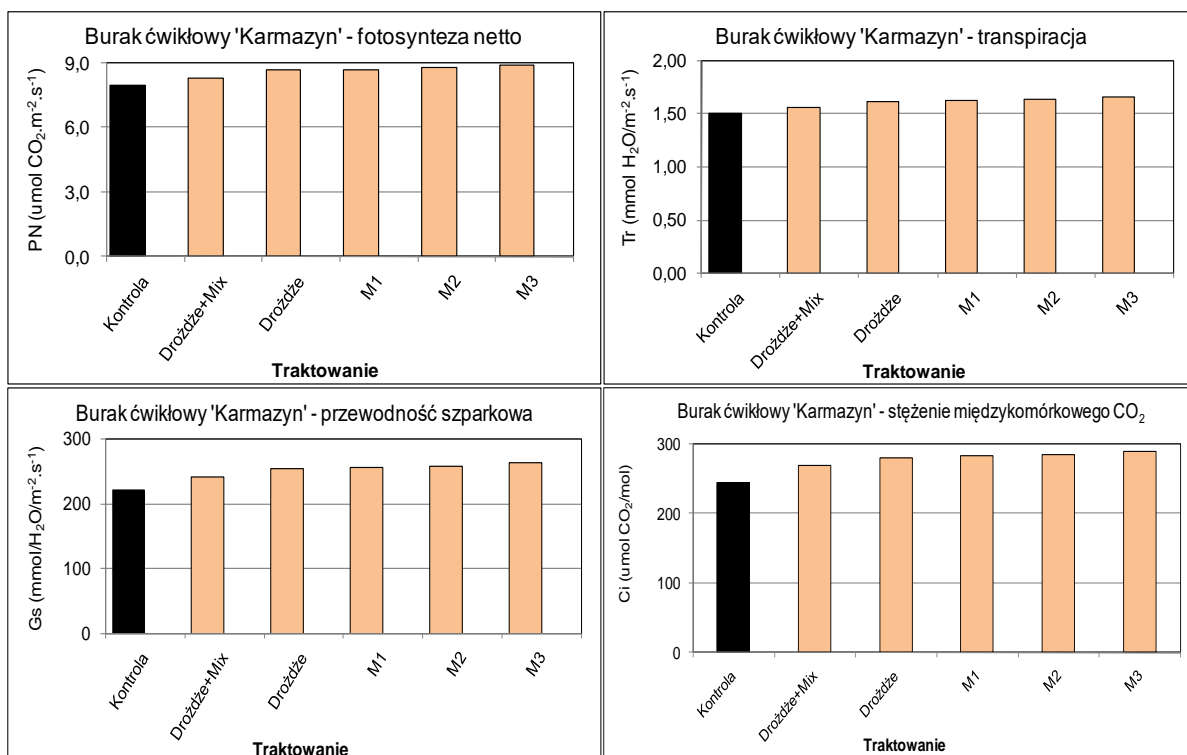 Burak ćwikłowy 'Karmazyn' - fotosynteza netto
PN (umol CO₂.m⁻².s⁻¹)
9,0
6,0
3,0
0,0
Kontrola
Drożdże+Mix
Drożdże
M1
M2
M3
Traktowanie
Burak ćwikłowy 'Karmazyn' - transpiracja
Tr (mmol H₂O/m⁻².s⁻¹)
2,00
1,50
1,00
0,50
0,00
Kontrola
Drożdże+Mix
Drożdże
M1
M2
M3
Traktowanie
Burak ćwikłowy 'Karmazyn' - przewodność szparkowa
Gs (mmol/H₂O/m⁻².s⁻¹)
300
200
100
0
Kontrola
Drożdże+Mix
Drożdże
M1
M2
M3
Traktowanie
Burak ćwikłowy 'Karmazyn' - stężenie międzykomórkowego CO₂
Ci (umol CO₂/mol)
300
200
100
0
Kontrola
Drożdże+Mix
Drożdże
M1
M2
M3
Traktowanie